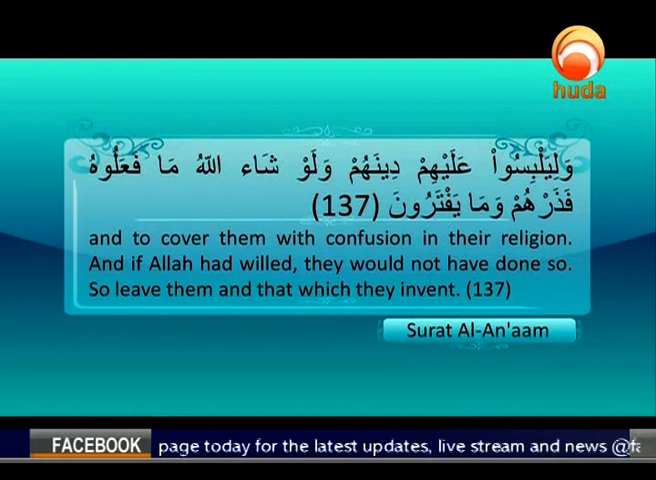 huda
وَلِيَلْبِسُواْ عَلَيْهِمْ دِينَهُمْ وَلَوْ شَاء اللّهُ مَا فَعَلُوهُ
فَذَرْهُمْ وَمَا يَفْتَرُونَ (137)
and to cover them with confusion in their religion.
And if Allah had willed, they would not have done so.
So leave them and that which they invent. (137)
Surat Al-An'aam
FACEBOOK page today for the latest updates, live stream and news @fa